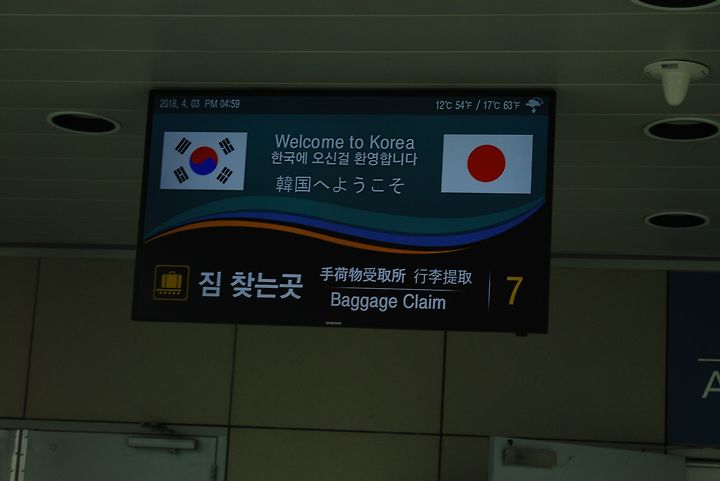 2018. 4. 03 PM 04:59
12℃ 54℉ / 17℃ 63℉
Welcome to Korea
한국에 오신걸 환영합니다
韓国へようこそ
짐 찾는곳
手荷物受取所 行李提取
Baggage Claim
7
SAMSUNG
A